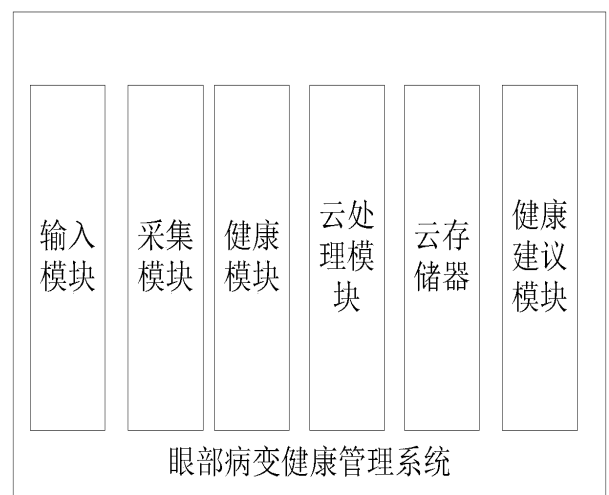 输入
模块
采集
模块
健康
模块
云处
理模
块
云存
储器
健康
建议
模块
眼部病变健康管理系统